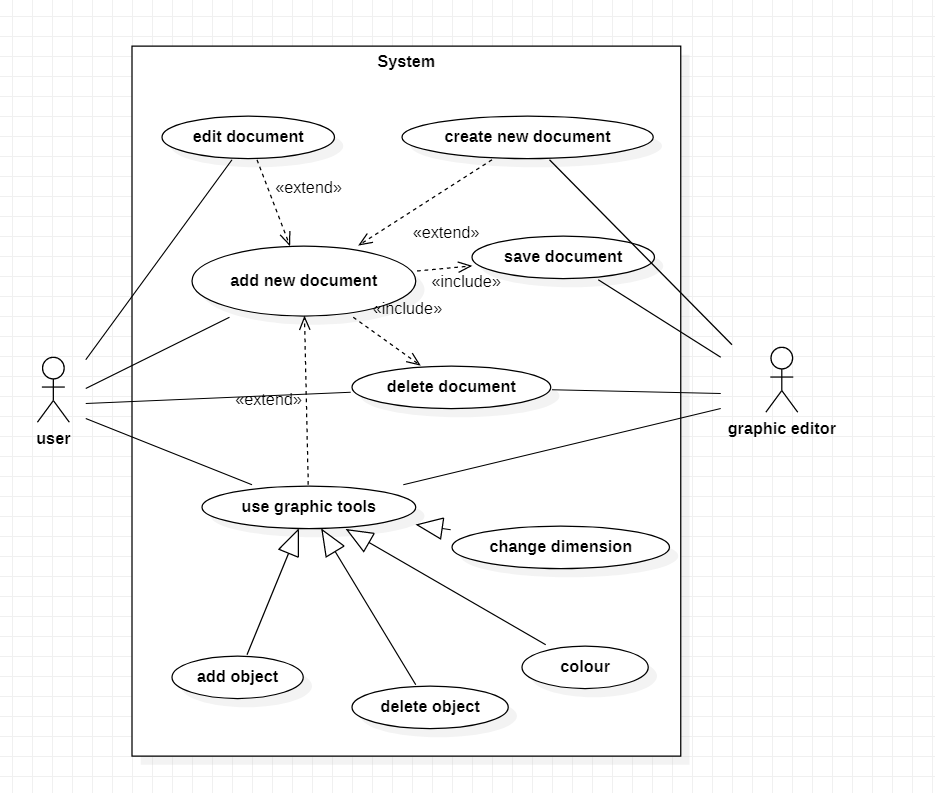 System
edit document
create new document
«extend»
«extend»
save document
add new document
«include»
«include»
delete document
«extend»
user
graphic editor
use graphic tools
change dimension
colour
add object
delete object